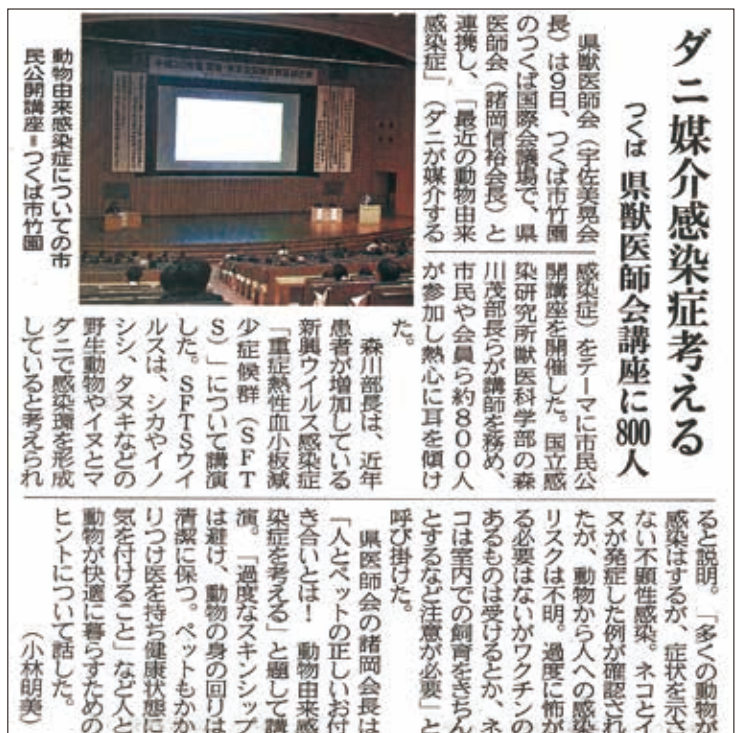 ダニ媒介感染症考える
つくば 県獣医師会講座に800人
県獣医師会（宇佐美晃会
長）は9日、つくば市竹園
のつくば国際会議場で、県
医師会（諸岡信裕会長）と
連携し、「最近の動物由来
感染症」（ダニが媒介する
感染症）をテーマに市民公
開講座を開催した。国立感
染研究所獣医科学部の森
川茂部長らが講師を務め、
市民や会員ら約800人
が参加し熱心に耳を傾け
た。
動物由来感染症についての市
民公開講座＝つくば市竹園
森川部長は、近年
患者が増加している
新興ウイルス感染症
「重症熱性血小板減
少症候群（SFT
S）」について講演
した。SFTSウイ
ルスは、シカやイノ
シシ、タヌキなどの
野生動物やイヌとマ
ダニで感染環を形成
していると考えられ
ると説明。「多くの動物が
感染はするが、症状を示さ
ない不顕性感染。ネコとイ
ヌが発症した例が確認され
たが、動物から人への感染
リスクは不明。過度に怖が
る必要はないがワクチンの
あるものは受けるとか、ネ
コは室内での飼育をきちん
とするなど注意が必要」と
呼び掛けた。
県医師会の諸岡会長は
「人とペットの正しいお付
き合いとは！ 動物由来感
染症を考える」と題して講
演。「過度なスキンシップ
は避け、動物の身の回りは
清潔に保つ。ペットもかか
りつけ医を持ち健康状態に
気を付けること」など人と
動物が快適に暮らすための
ヒントについて話した。
（小林明美）